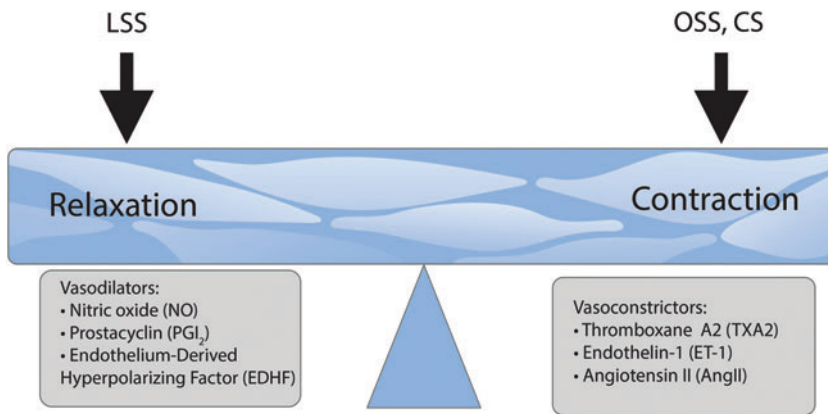 LSS
OSS, CS
Relaxation
Contraction
Vasodilators:
• Nitric oxide (NO)
• Prostacyclin (PGI₂)
• Endothelium-Derived
Hyperpolarizing Factor (EDHF)
Vasoconstrictors:
• Thromboxane A2 (TXA2)
• Endothelin-1 (ET-1)
• Angiotensin II (AngII)